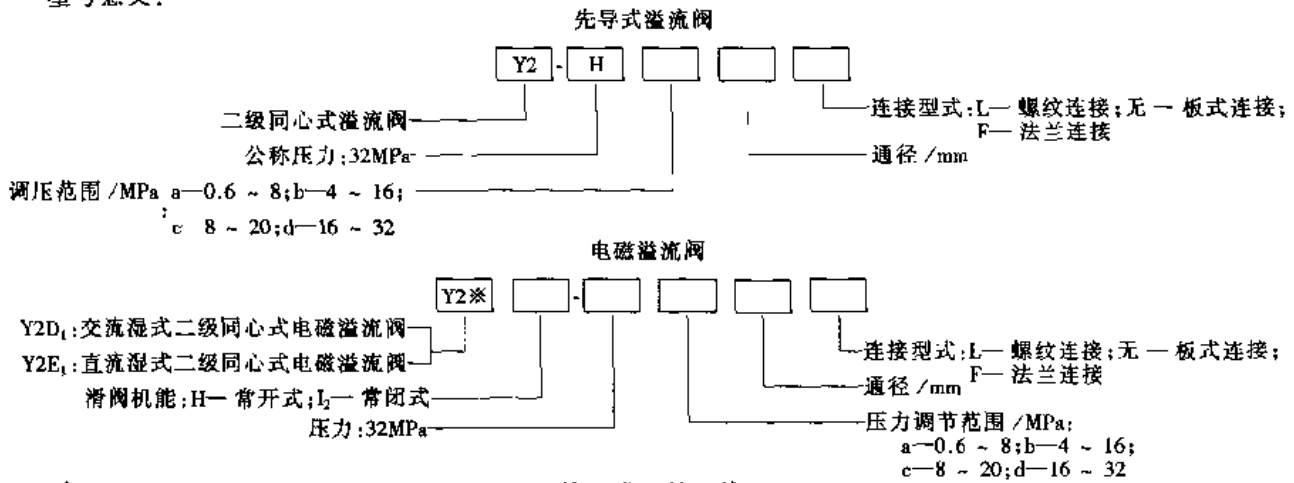 先导式溢流阀
Y2 - H
二级同心式溢流阀
连接型式:L— 螺纹连接;无 — 板式连接;
F— 法兰连接
公称压力:32MPa
通径 /mm
调压范围 /MPa a—0.6 ~ 8;b—4 ~ 16;
: c 8 ~ 20;d—16 ~ 32
电磁溢流阀
Y2※ -
Y2D₁:交流湿式二级同心式电磁溢流阀
Y2E₁:直流湿式二级同心式电磁溢流阀
连接型式:L— 螺纹连接;无 — 板式连接;
F— 法兰连接
通径 /mm
滑阀机能;H— 常开式;I₂— 常闭式
压力:32MPa
压力调节范围 /MPa:
a—0.6 ~ 8;b—4 ~ 16;
c—8 ~ 20;d—16 ~ 32